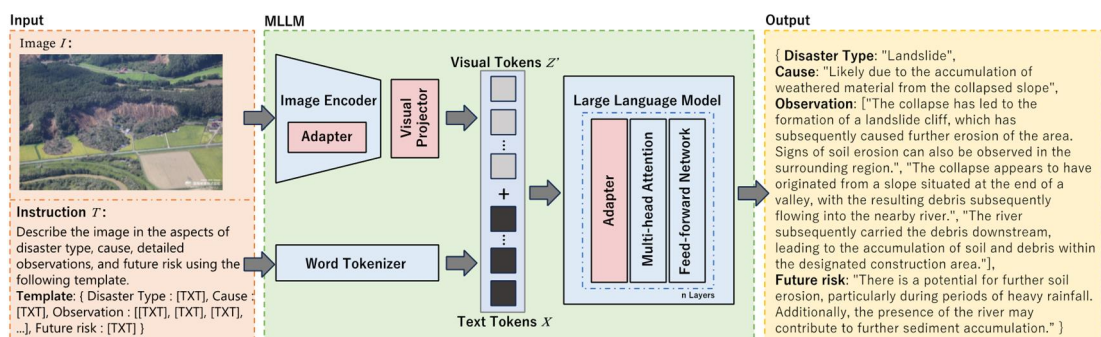 Input
MLLM
Output
Image I:
Instruction T:
Describe the image in the aspects of
disaster type, cause, detailed
observations, and future risk using the
following template.
Template: { Disaster Type : [TXT], Cause :
[TXT], Observation : [[TXT], [TXT], [TXT],
…], Future risk : [TXT] }
Image Encoder
Adapter
Visual Projector
Word Tokenizer
Visual Tokens Z'
...
+
...
Text Tokens X
Large Language Model
Adapter
Multi-head Attention
Feed-forward Network
n Layers
{ Disaster Type: "Landslide",
Cause: "Likely due to the accumulation of
weathered material from the collapsed slope",
Observation: ["The collapse has led to the
formation of a landslide cliff, which has
subsequently caused further erosion of the area.
Signs of soil erosion can also be observed in the
surrounding region.", "The collapse appears to have
originated from a slope situated at the end of a
valley, with the resulting debris subsequently
flowing into the nearby river.", "The river
subsequently carried the debris downstream,
leading to the accumulation of soil and debris within
the designated construction area."],
Future risk: "There is a potential for further soil
erosion, particularly during periods of heavy rainfall.
Additionally, the presence of the river may
contribute to further sediment accumulation." }